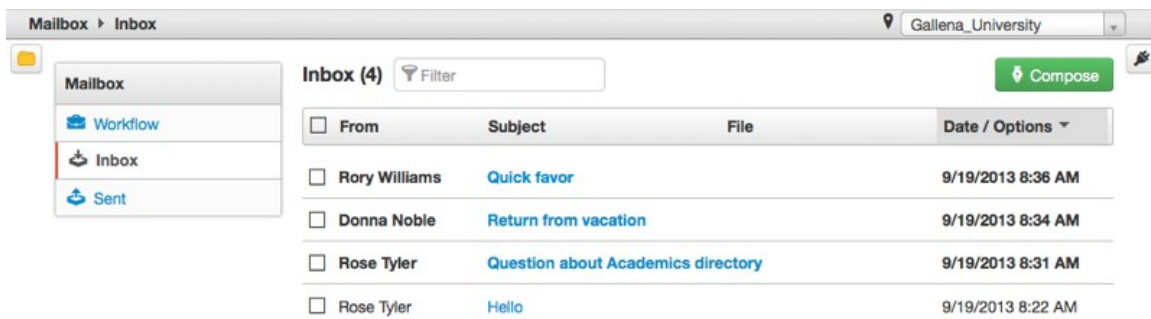 Mailbox Inbox Gallena_University
Mailbox
Workflow
Inbox
Sent
Inbox (4) Filter Compose
From Subject File Date / Options
Rory Williams Quick favor 9/19/2013 8:36 AM
Donna Noble Return from vacation 9/19/2013 8:34 AM
Rose Tyler Question about Academics directory 9/19/2013 8:31 AM
Rose Tyler Hello 9/19/2013 8:22 AM